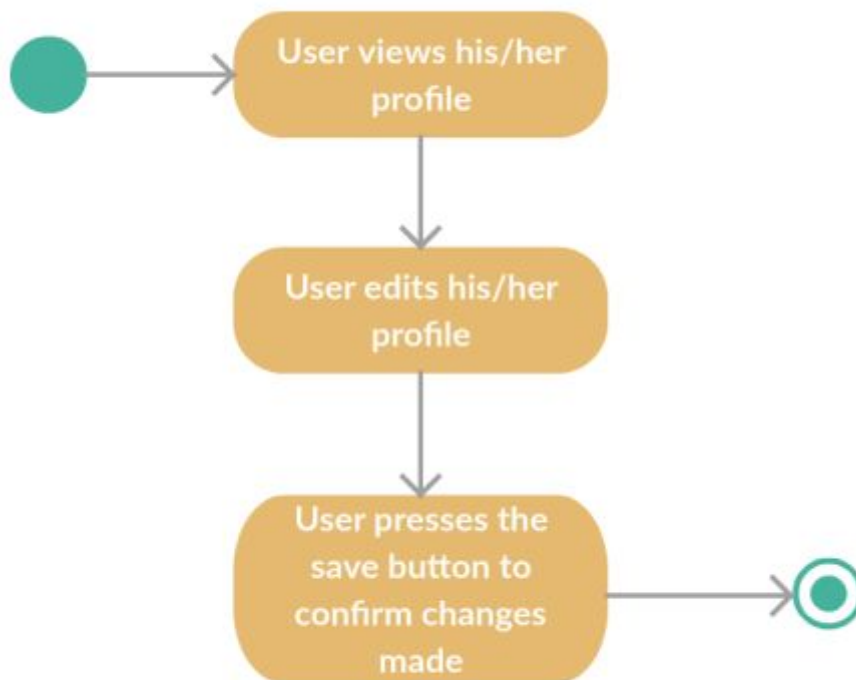 User views his/her
profile
User edits his/her
profile
User presses the
save button to
confirm changes
made